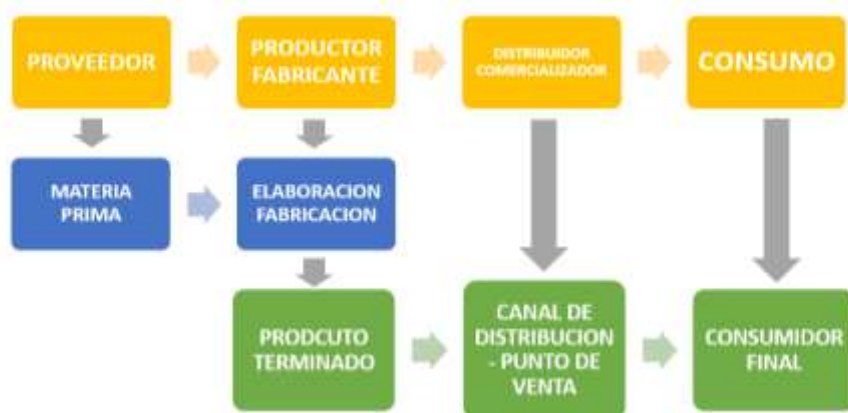 PROVEEDOR
PRODUCTOR
FABRICANTE
DISTRIBUIDOR
COMERCIALIZADOR
CONSUMO
MATERIA
PRIMA
ELABORACION
FABRICACION
PRODCUTO
TERMINADO
CANAL DE
DISTRIBUCION
- PUNTO DE
VENTA
CONSUMIDOR
FINAL